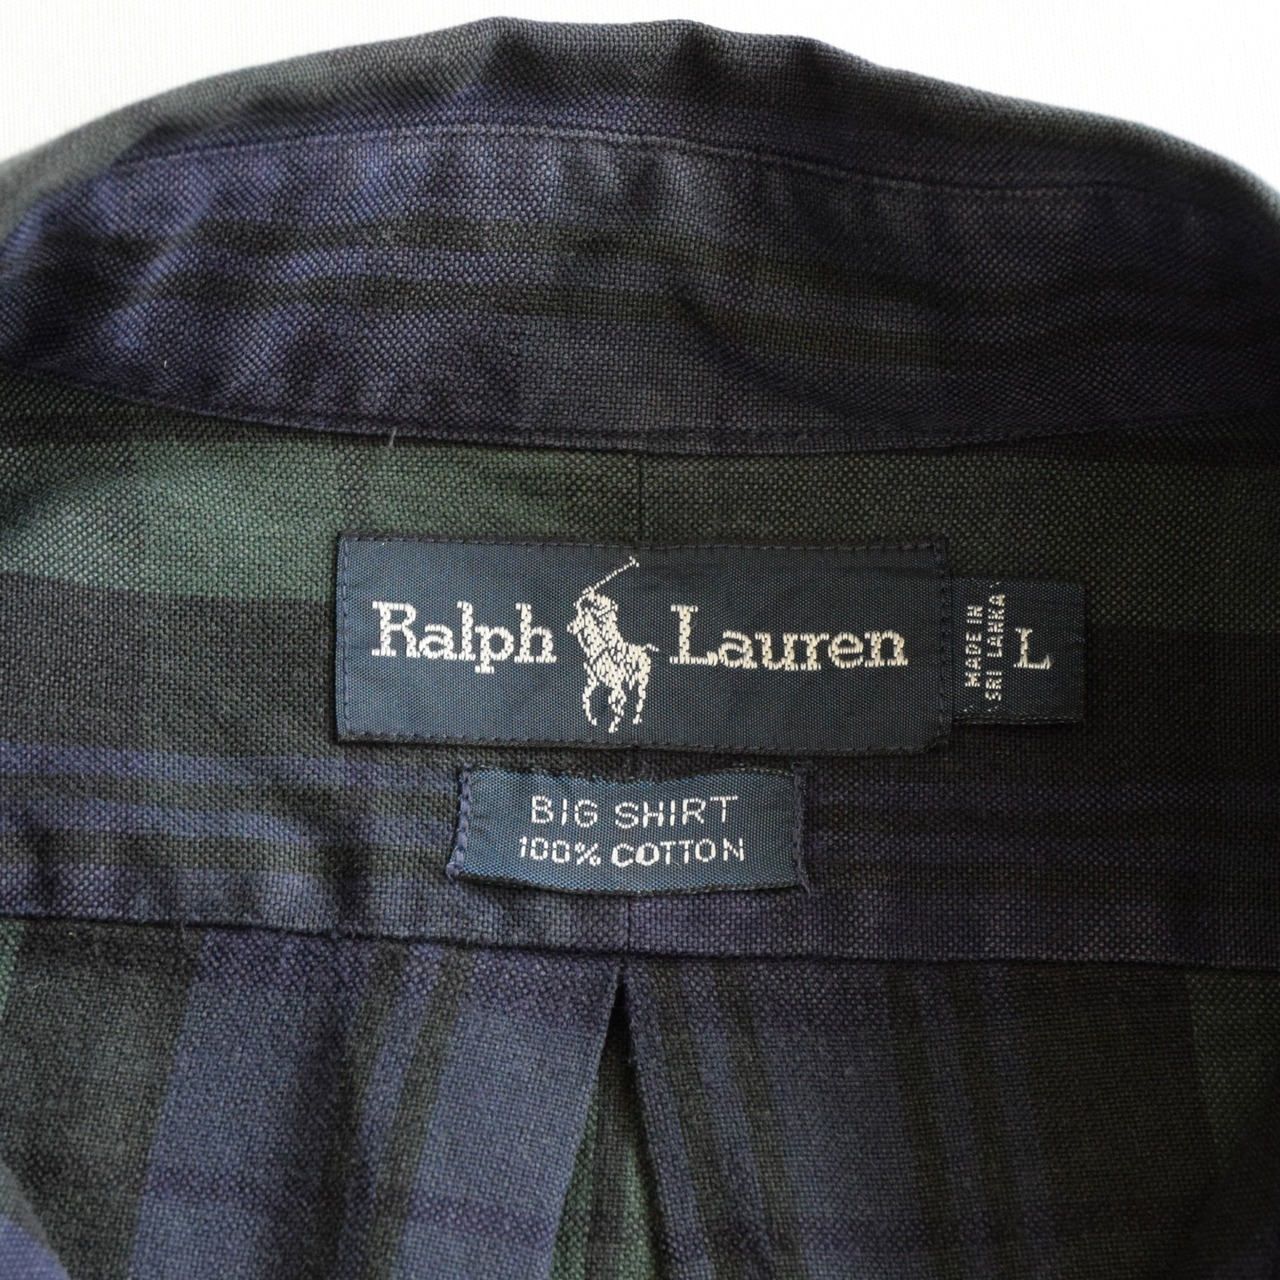 Ralph Lauren
MADE IN
SRI LANKA
L
BIG SHIRT
100% COTTON